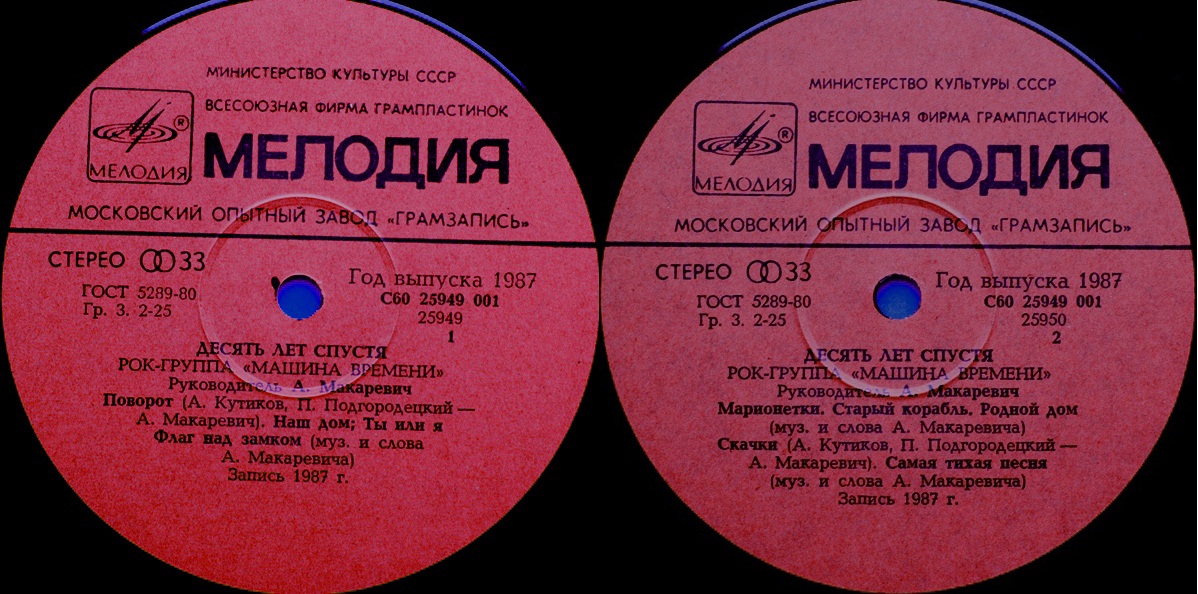 МИНИСТЕРСТВО КУЛЬТУРЫ СССР
ВСЕСОЮЗНАЯ ФИРМА ГРАМПЛАСТИНОК
®
МЕЛОДИЯ
МЕЛОДИЯ
МОСКОВСКИЙ ОПЫТНЫЙ ЗАВОД «ГРАМЗАПИСЬ»
СТЕРЕО 33
Год выпуска 1987
ГОСТ 5289-80
Гр. 3. 2-25
С60 25949 001
25949
1
ДЕСЯТЬ ЛЕТ СПУСТЯ
РОК-ГРУППА «МАШИНА ВРЕМЕНИ»
Руководитель А. Макаревич
Поворот (А. Кутиков, П. Подгородецкий —
А. Макаревич). Наш дом; Ты или я
Флаг над замком (муз. и слова
А. Макаревича)
Запись 1987 г.
МИНИСТЕРСТВО КУЛЬТУРЫ СССР
ВСЕСОЮЗНАЯ ФИРМА ГРАМПЛАСТИНОК
®
МЕЛОДИЯ
МЕЛОДИЯ
МОСКОВСКИЙ ОПЫТНЫЙ ЗАВОД «ГРАМЗАПИСЬ»
СТЕРЕО 33
Год выпуска 1987
ГОСТ 5289-80
Гр. 3. 2-25
С60 25949 001
25950
2
ДЕСЯТЬ ЛЕТ СПУСТЯ
РОК-ГРУППА «МАШИНА ВРЕМЕНИ»
Руководитель А. Макаревич
Марионетки. Старый корабль. Родной дом
(муз. и слова А. Макаревича)
Скачки (А. Кутиков, П. Подгородецкий —
А. Макаревич). Самая тихая песня
(муз. и слова А. Макаревича)
Запись 1987 г.